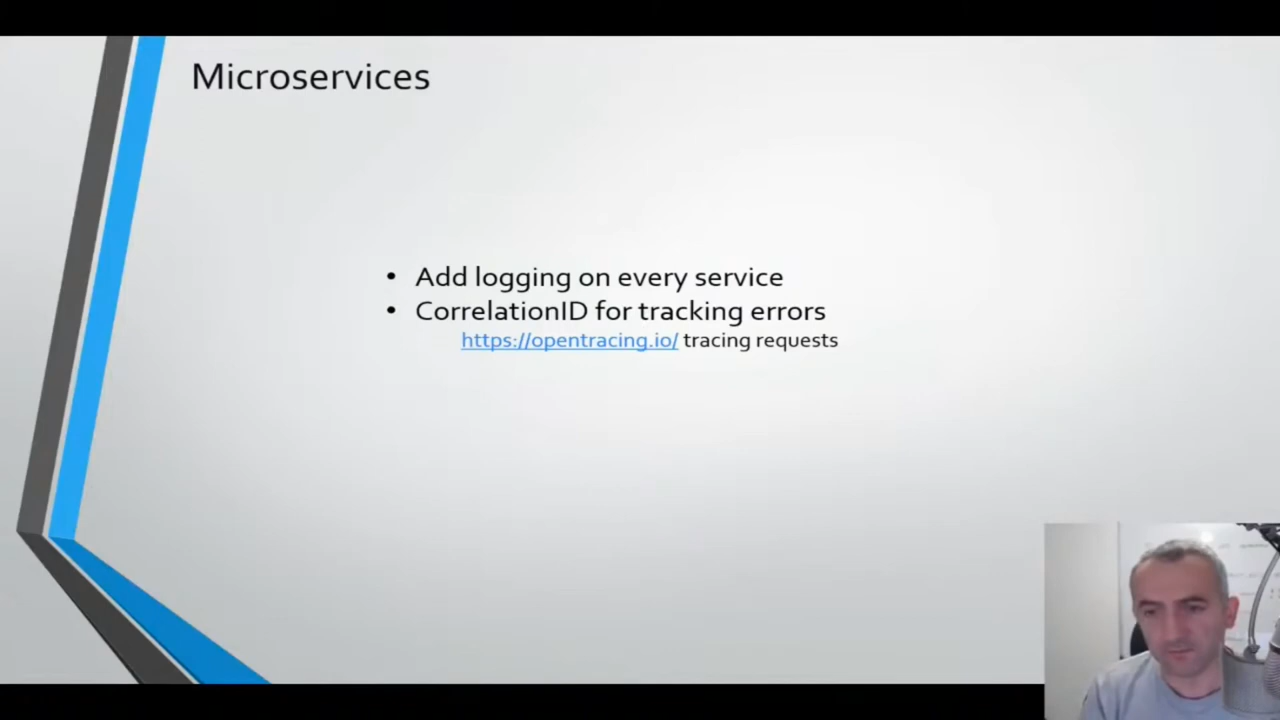 Microservices
• Add logging on every service
• CorrelationID for tracking errors
https://opentracing.io/ tracing requests